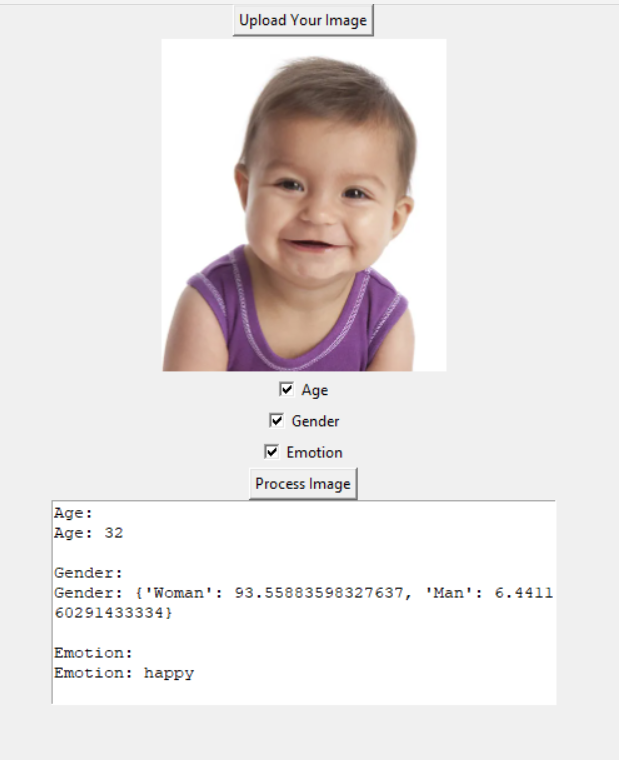 Upload Your Image
Age
Gender
Emotion
Process Image
Age:
Age: 32
Gender:
Gender: {'Woman': 93.55883598327637, 'Man': 6.4411
60291433334}
Emotion:
Emotion: happy